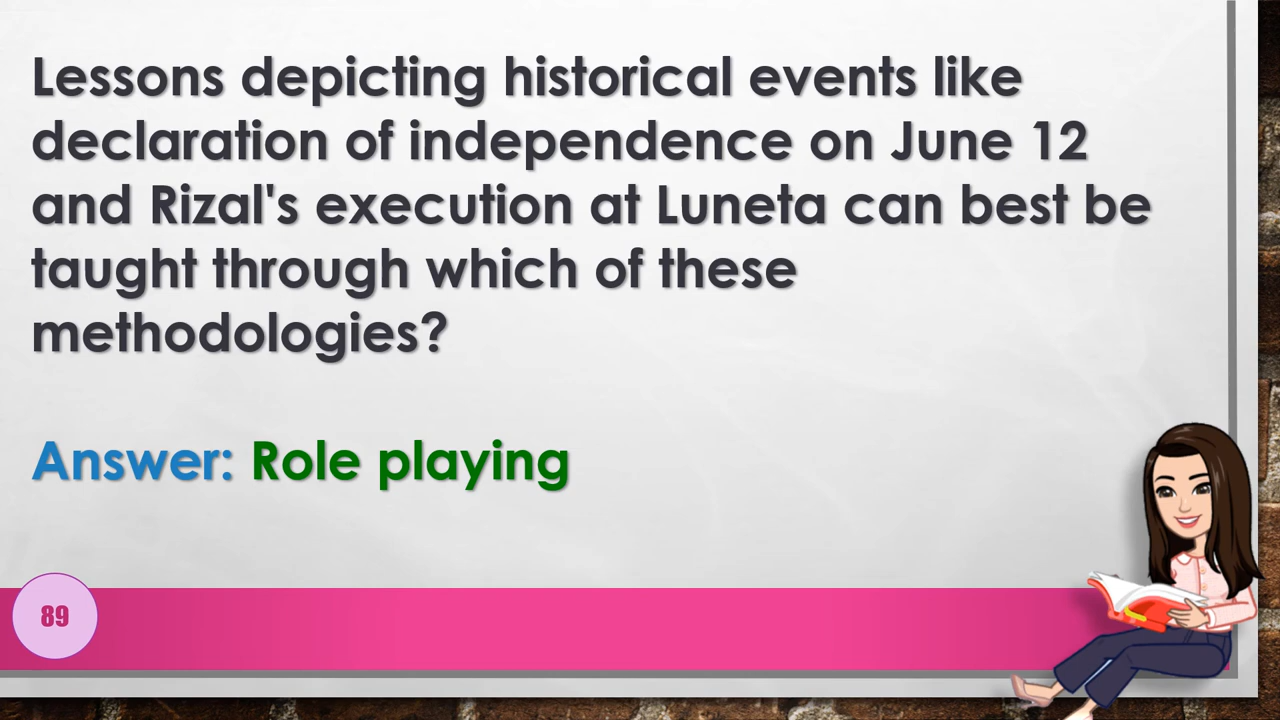 Lessons depicting historical events like
declaration of independence on June 12
and Rizal's execution at Luneta can best be
taught through which of these
methodologies?
Answer: Role playing
89